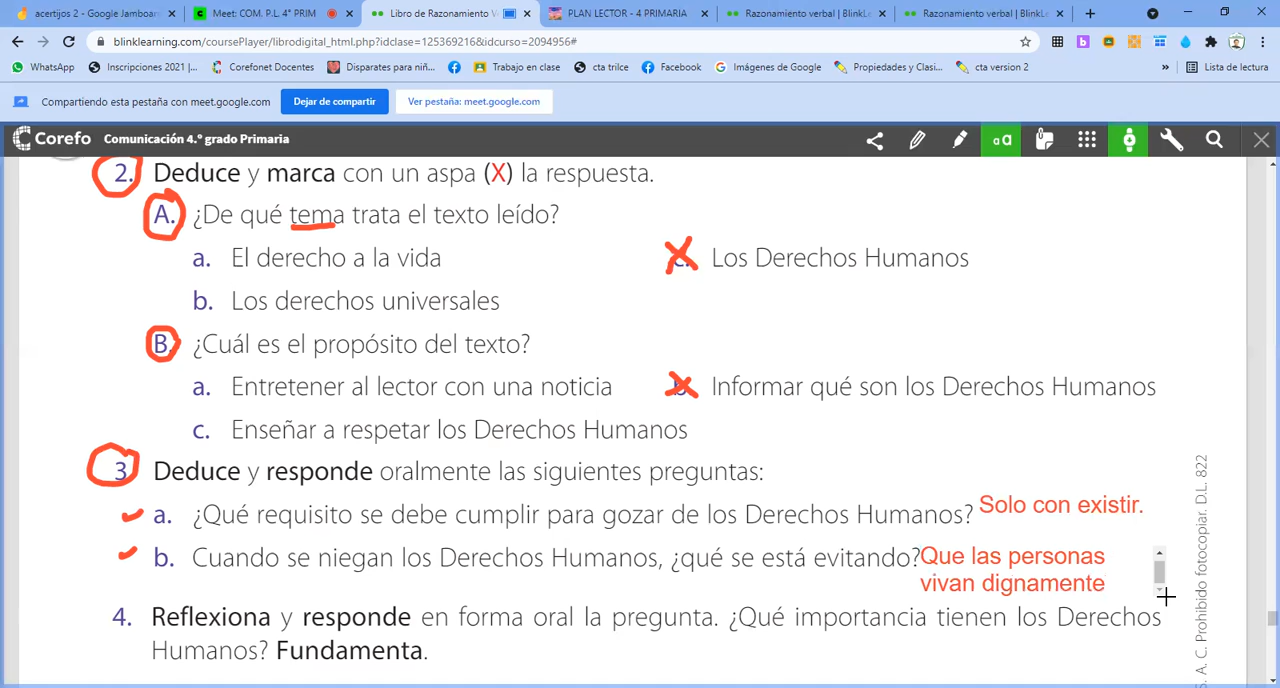 acertijos 2 - Google Jamboard
Meet: COM. P.L. 4° PRIM
Libro de Razonamiento V
PLAN LECTOR - 4 PRIMARIA
Razonamiento verbal | BlinkLe
Razonamiento verbal | BlinkLe
blinklearning.com/coursePlayer/librodigital_html.php?idclase=125369216&idcurso=2094956#
WhatsApp
Inscripciones 2021 |...
Corefonet Docentes
Disparates para niñ...
Trabajo en clase
cta trilce
Facebook
Imágenes de Google
Propiedades y Clasi...
cta version 2
»
Lista de lectura
Compartiendo esta pestaña con meet.google.com
Dejar de compartir
Ver pestaña: meet.google.com
Corefo
Comunicación 4.º grado Primaria
aa
2. Deduce y marca con un aspa (X) la respuesta.
A. ¿De qué tema trata el texto leído?
a. El derecho a la vida
c. Los Derechos Humanos
b. Los derechos universales
B. ¿Cuál es el propósito del texto?
a. Entretener al lector con una noticia
b. Informar qué son los Derechos Humanos
c. Enseñar a respetar los Derechos Humanos
3 Deduce y responde oralmente las siguientes preguntas:
a. ¿Qué requisito se debe cumplir para gozar de los Derechos Humanos? Solo con existir.
b. Cuando se niegan los Derechos Humanos, ¿qué se está evitando? Que las personas
vivan dignamente
4. Reflexiona y responde en forma oral la pregunta. ¿Qué importancia tienen los Derechos
Humanos? Fundamenta.
S. A. C. Prohibido fotocopiar. D.L. 822